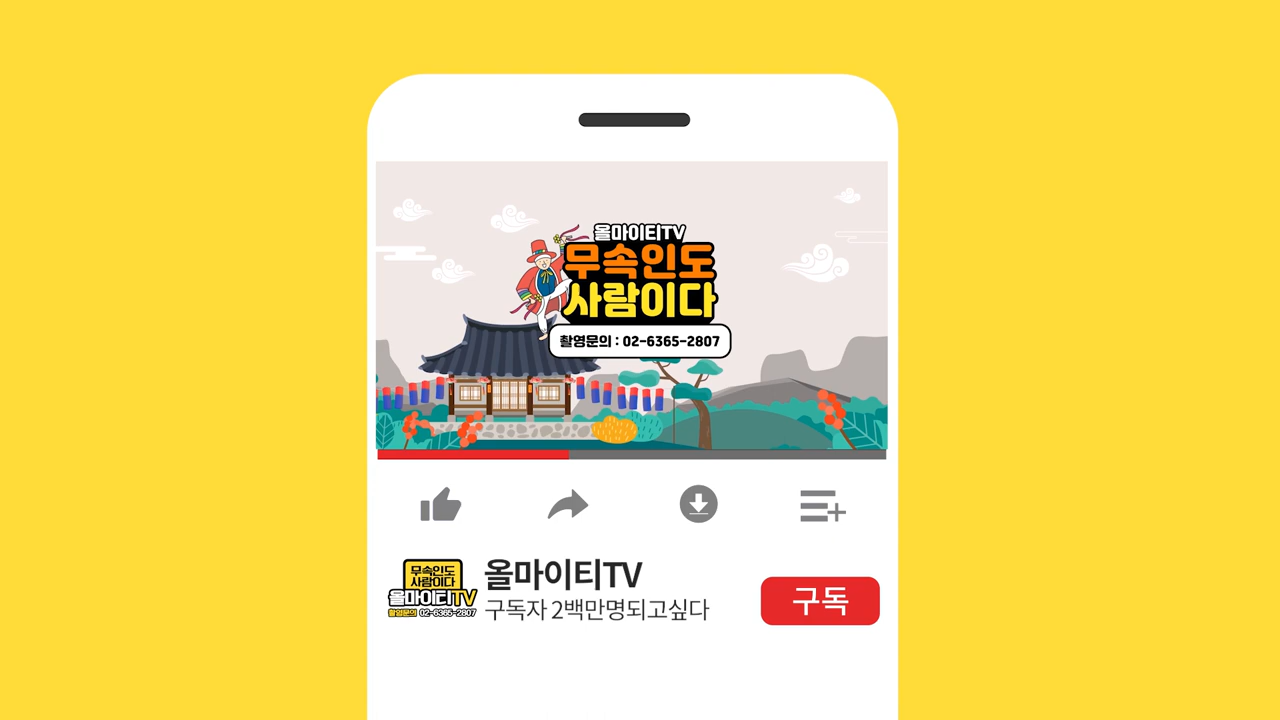 올마이티TV
무속인도
사람이다
촬영문의 : 02-6365-2807
무속인도
사람이다
올마이티TV
촬영문의 02-6365-2807
올마이티TV
구독자 2백만명되고싶다
구독